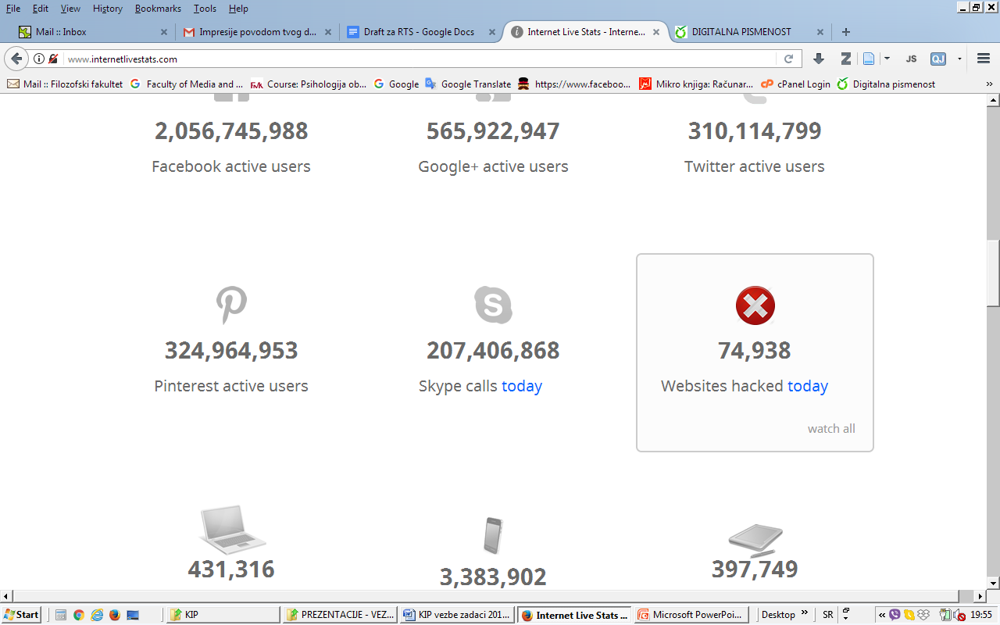 File Edit View History Bookmarks Tools Help
Mail :: Inbox Impresije povodom tvog d... Draft za RTS - Google Docs Internet Live Stats - Interne... DIGITALNA PISMENOST
www.internetlivestats.com JS QJ
Mail :: Filozofski fakultet Faculty of Media and ... FMK Course: Psihologija ob... Google Google Translate https://www.faceboo... Mikro knjiga: Računar... cP cPanel Login Digitalna pismenost »
2,056,745,988 565,922,947 310,114,799
Facebook active users Google+ active users Twitter active users
324,964,953 207,406,868 74,938
Pinterest active users Skype calls today Websites hacked today
watch all
431,316 3,383,902 397,749
Start KIP PREZENTACIJE - VEZ... KIP vezbe zadaci 201... Internet Live Stats ... Microsoft PowerPoi... Desktop » SR « 19:55